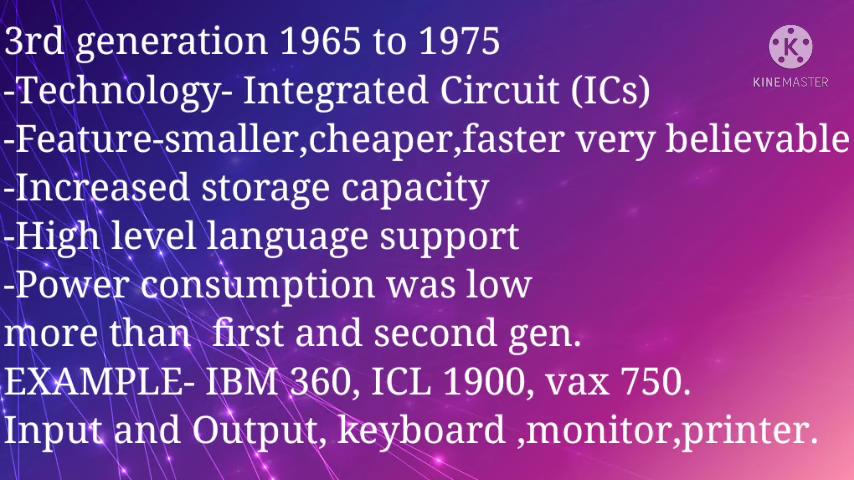 3rd generation 1965 to 1975
-Technology- Integrated Circuit (ICs)
-Feature-smaller,cheaper,faster very believable
-Increased storage capacity
-High level language support
-Power consumption was low
more than first and second gen.
EXAMPLE- IBM 360, ICL 1900, vax 750.
Input and Output, keyboard ,monitor,printer.
K
KINEMASTER